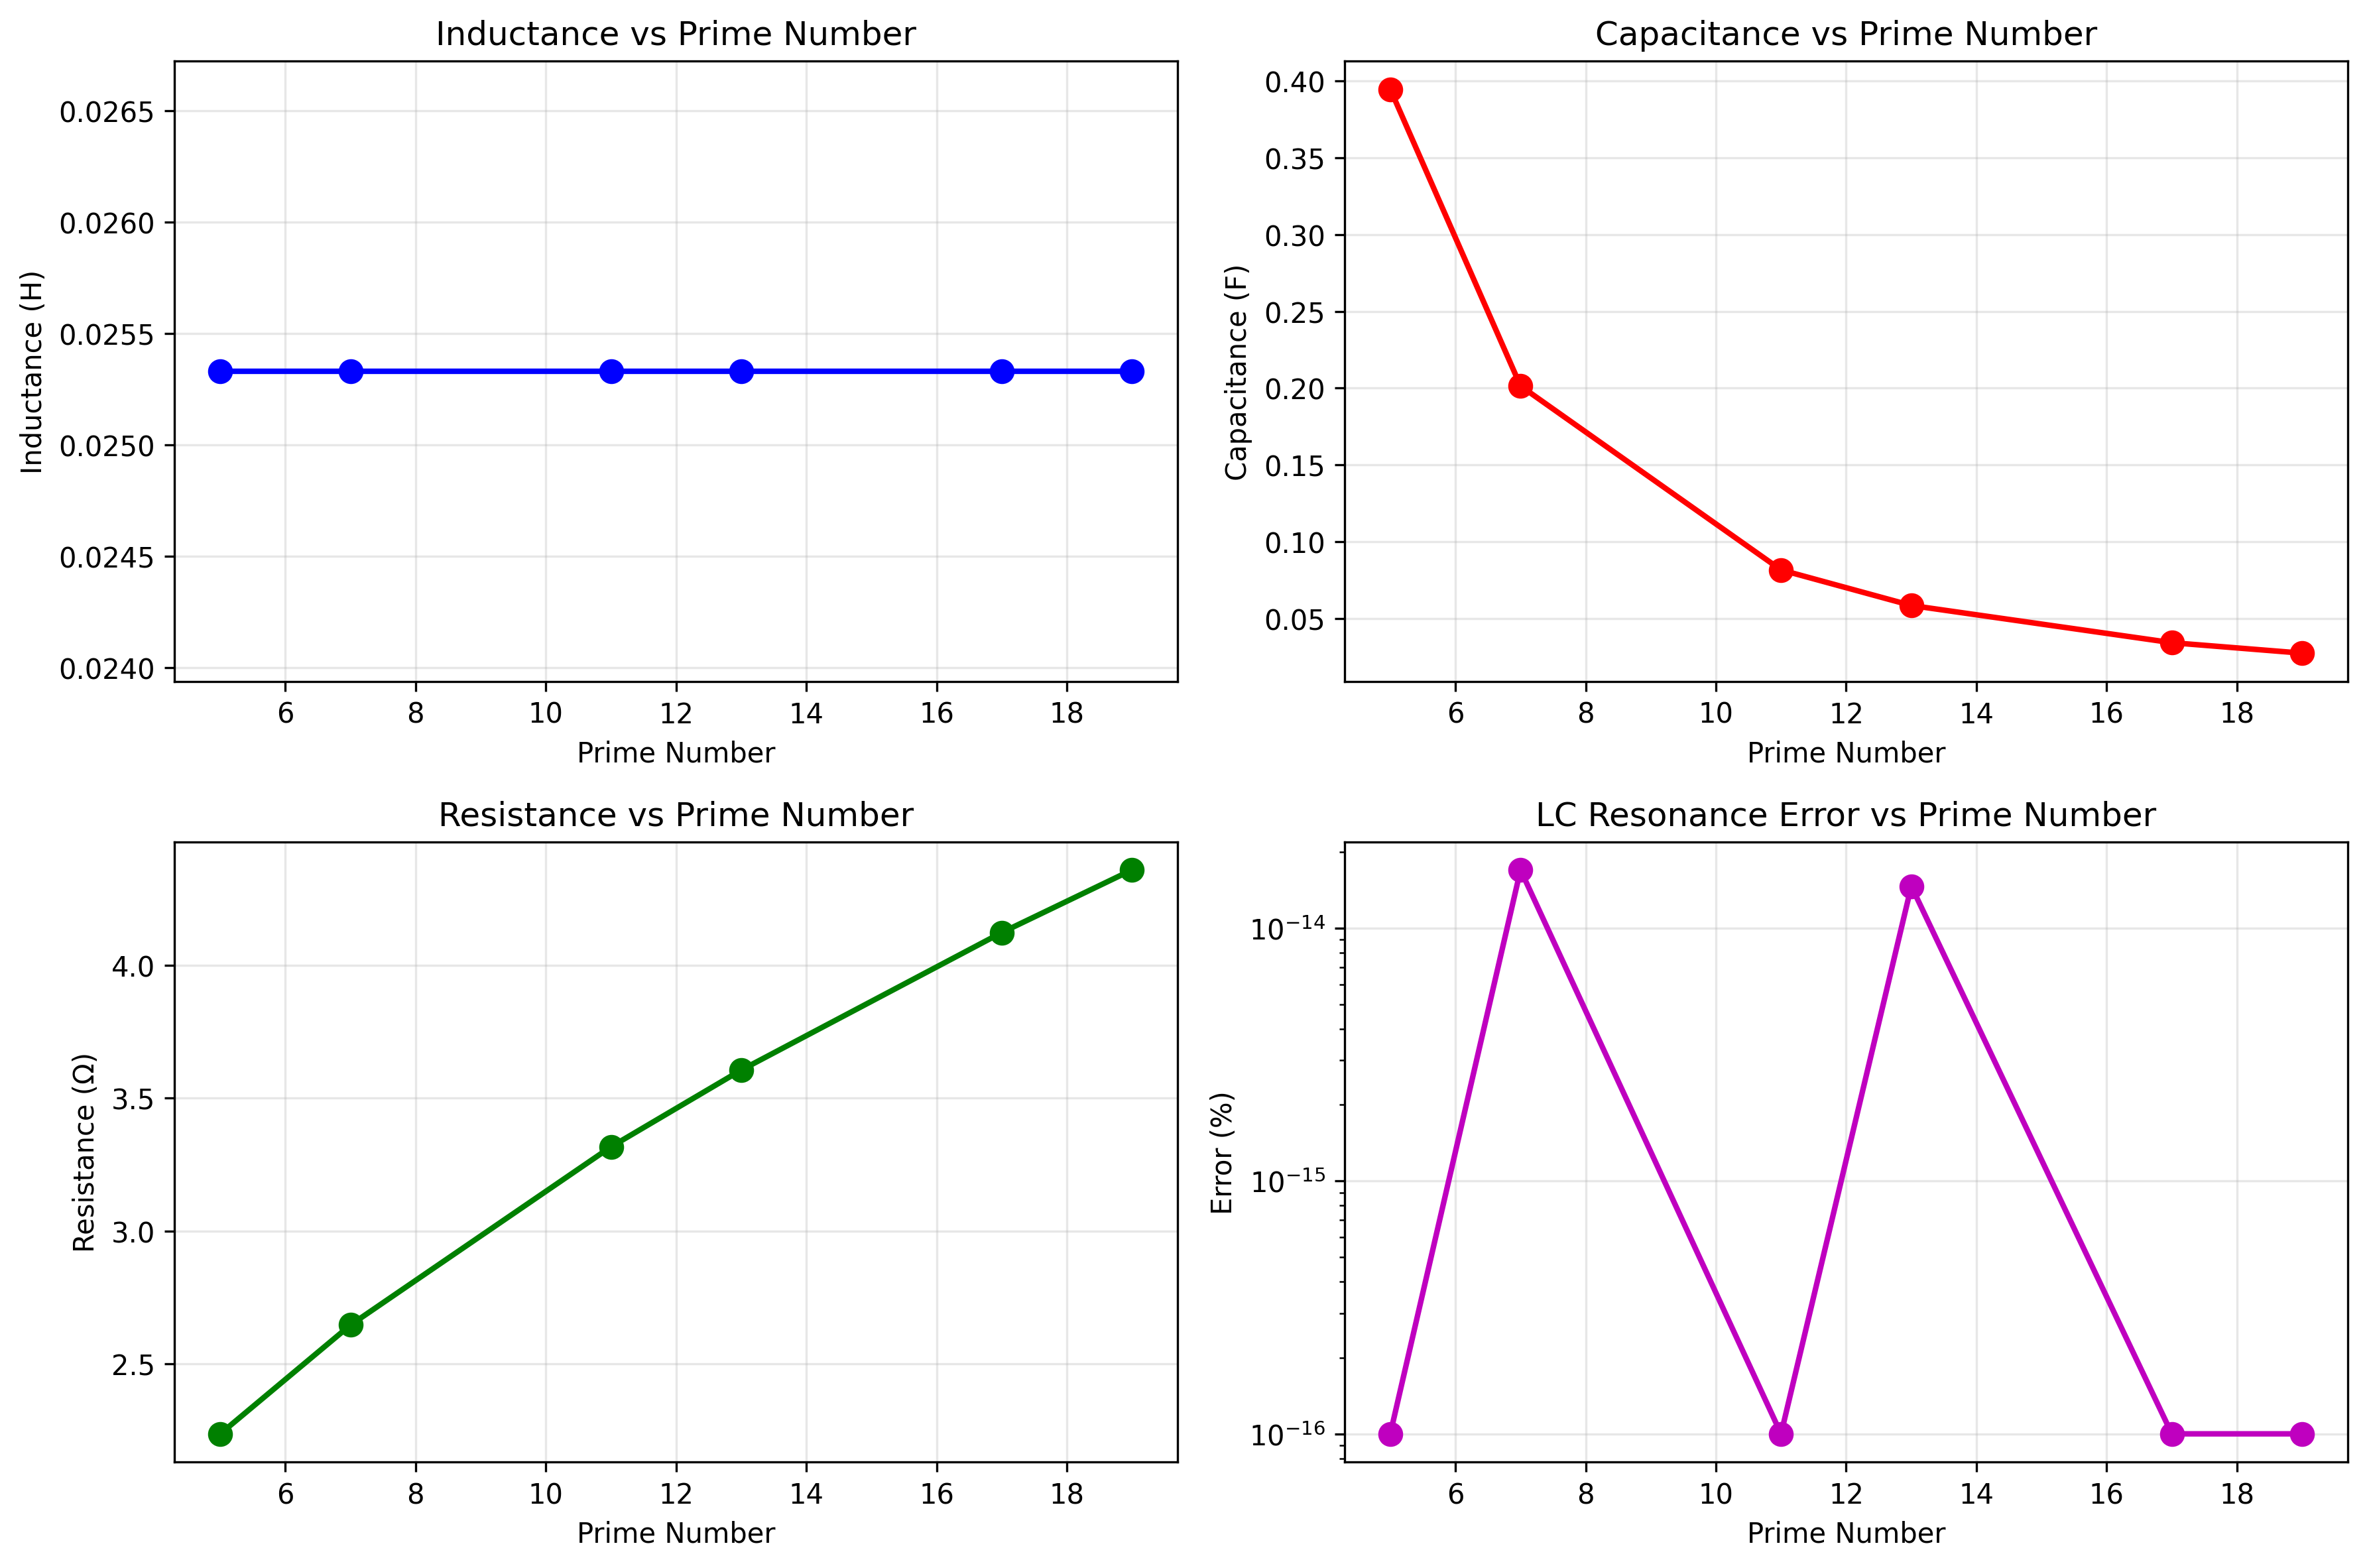 Inductance vs Prime Number
Inductance (H)
0.0265
0.0260
0.0255
0.0250
0.0245
0.0240
6 8 10 12 14 16 18
Prime Number
Capacitance vs Prime Number
Capacitance (F)
0.40
0.35
0.30
0.25
0.20
0.15
0.10
0.05
6 8 10 12 14 16 18
Prime Number
Resistance vs Prime Number
Resistance (Ω)
4.0
3.5
3.0
2.5
6 8 10 12 14 16 18
Prime Number
LC Resonance Error vs Prime Number
Error (%)
10⁻¹⁴
10⁻¹⁵
10⁻¹⁶
6 8 10 12 14 16 18
Prime Number